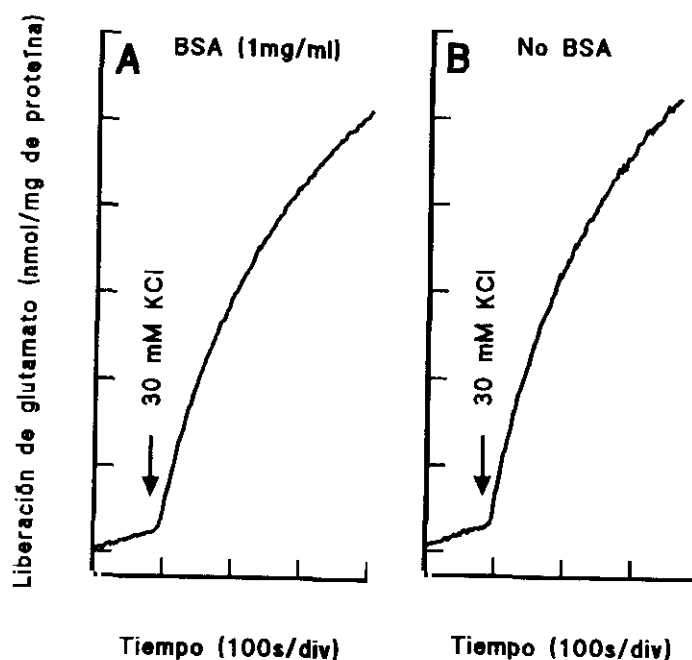 A
BSA (1mg/ml)
B
No BSA
Liberación de glutamato (nmol/mg de proteína)
30 mM KCl
30 mM KCl
Tiempo (100s/div)
Tiempo (100s/div)